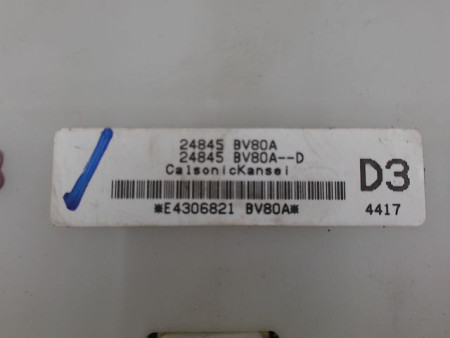 24845 BV80A
24845 BV80A--D
CalsonicKansei
D3
*E4306821 BV80A*
4417